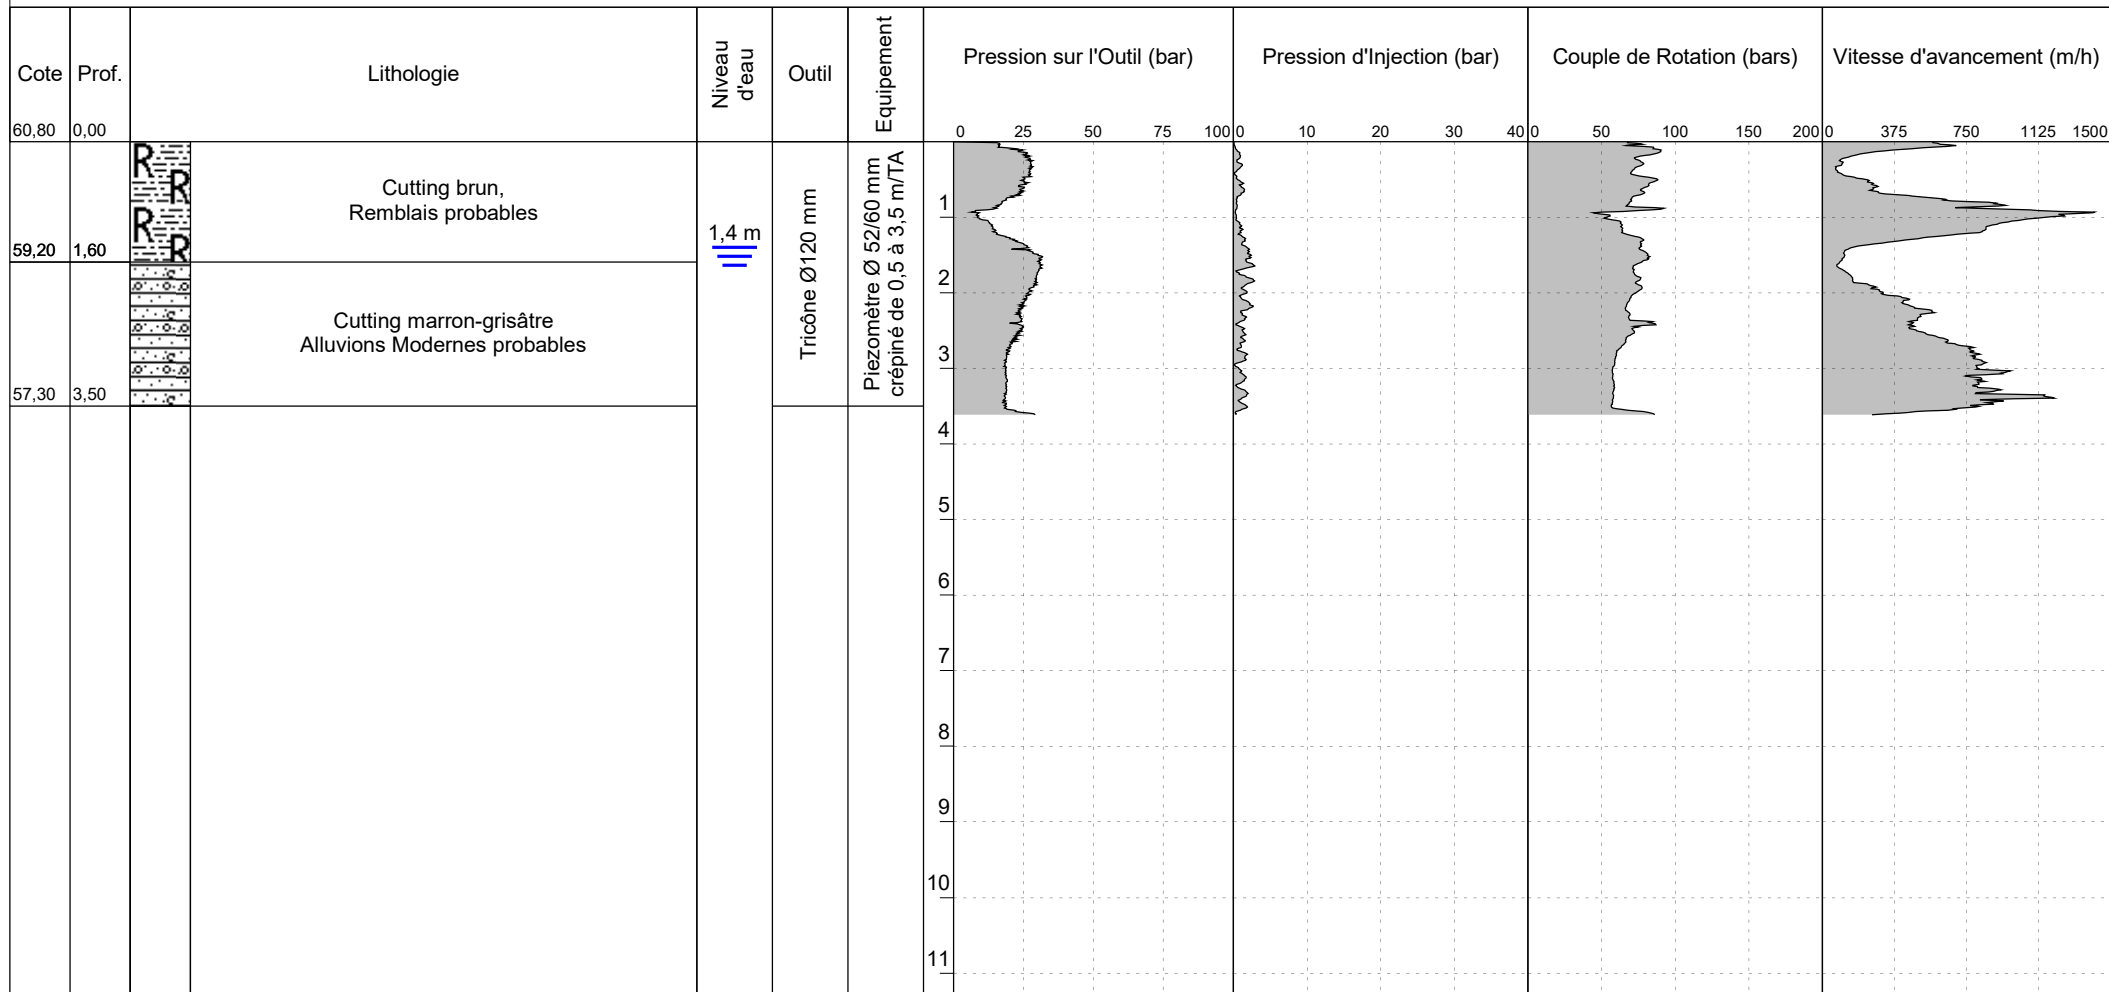 Cote
Prof.
Lithologie
Niveau
d'eau
Outil
Equipement
Pression sur l'Outil (bar)
Pression d'Injection (bar)
Couple de Rotation (bars)
Vitesse d'avancement (m/h)
60,80
0,00
0 25 50 75 100
0 10 20 30 40
0 50 100 150 200
0 375 750 1125 1500
R
R
R
R
Cutting brun,
Remblais probables
59,20
1,60
1,4 m
Tricône Ø120 mm
Piezomètre Ø 52/60 mm
crépiné de 0,5 à 3,5 m/TA
Cutting marron-grisâtre
Alluvions Modernes probables
57,30
3,50
1
2
3
4
5
6
7
8
9
10
11